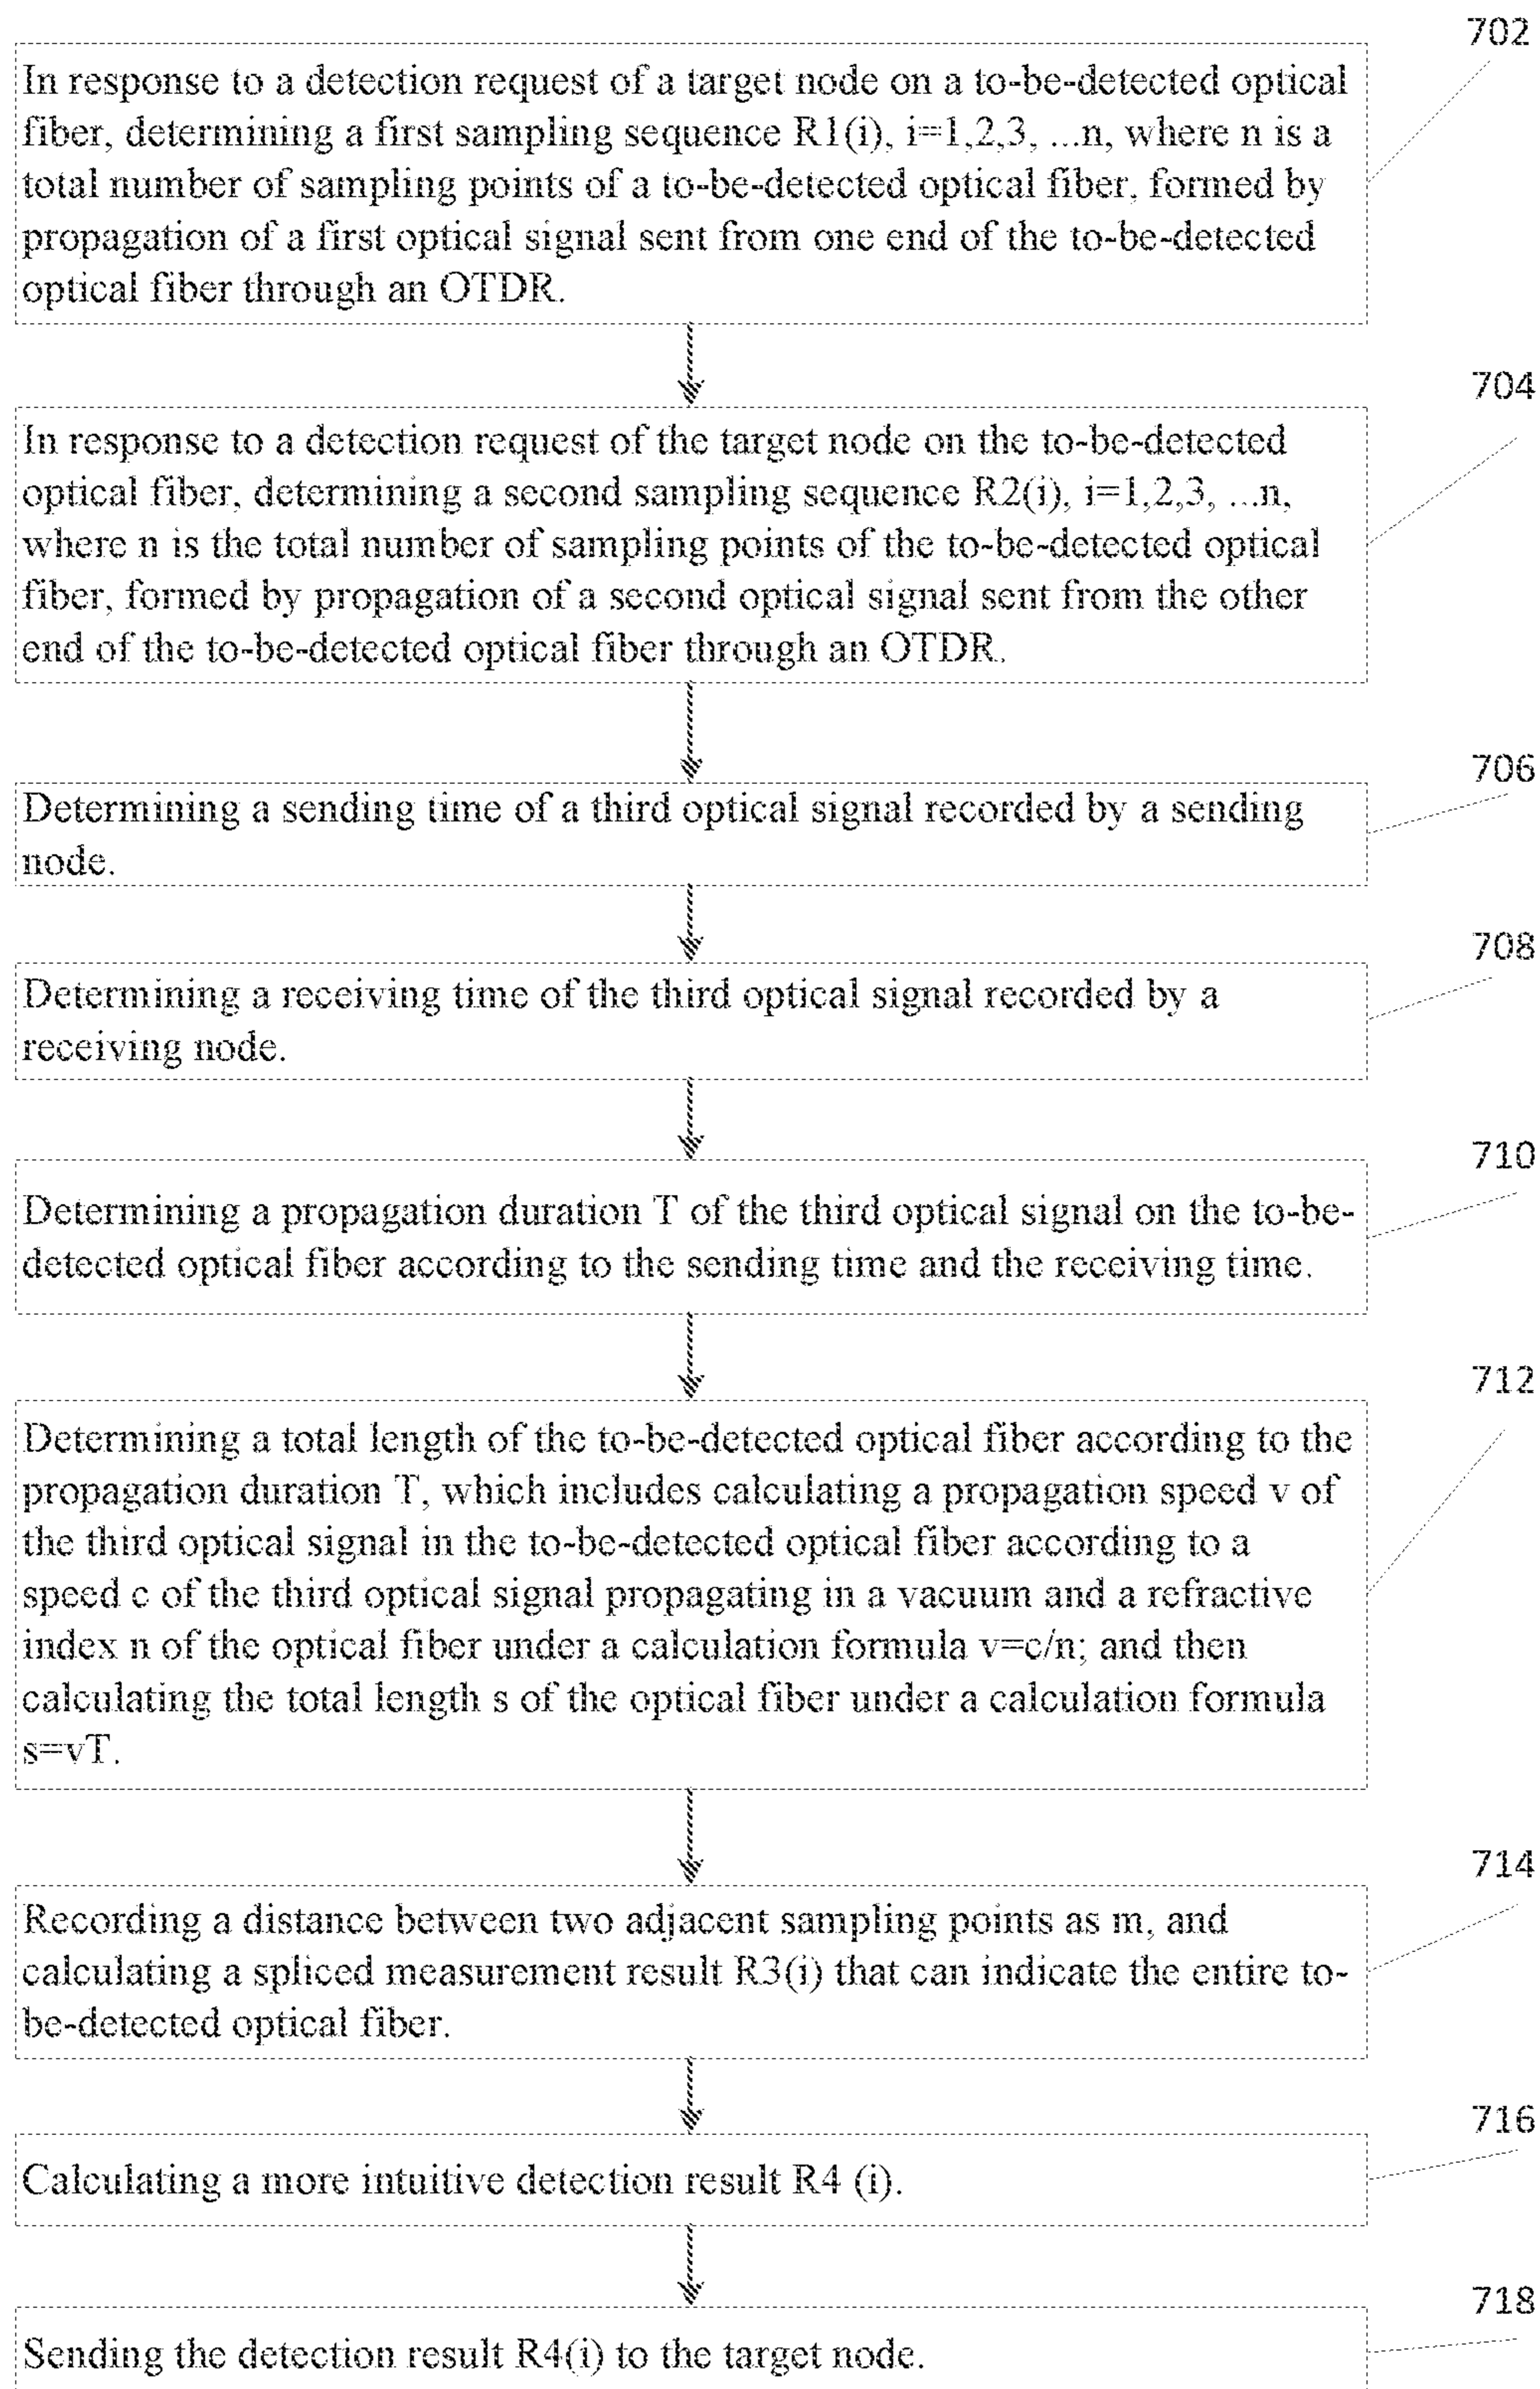 702
In response to a detection request of a target node on a to-be-detected optical
fiber, determining a first sampling sequence R1(i), i=1,2,3, ...n, where n is a
total number of sampling points of a to-be-detected optical fiber, formed by
propagation of a first optical signal sent from one end of the to-be-detected
optical fiber through an OTDR.
704
In response to a detection request of the target node on the to-be-detected
optical fiber, determining a second sampling sequence R2(i), i=1,2,3, ...n,
where n is the total number of sampling points of the to-be-detected optical
fiber, formed by propagation of a second optical signal sent from the other
end of the to-be-detected optical fiber through an OTDR.
706
Determining a sending time of a third optical signal recorded by a sending
node.
708
Determining a receiving time of the third optical signal recorded by a
receiving node.
710
Determining a propagation duration T of the third optical signal on the to-be-
detected optical fiber according to the sending time and the receiving time.
712
Determining a total length of the to-be-detected optical fiber according to the
propagation duration T, which includes calculating a propagation speed v of
the third optical signal in the to-be-detected optical fiber according to a
speed c of the third optical signal propagating in a vacuum and a refractive
index n of the optical fiber under a calculation formula v=c/n; and then
calculating the total length s of the optical fiber under a calculation formula
s=vT.
714
Recording a distance between two adjacent sampling points as m, and
calculating a spliced measurement result R3(i) that can indicate the entire to-
be-detected optical fiber.
716
Calculating a more intuitive detection result R4 (i).
718
Sending the detection result R4(i) to the target node.